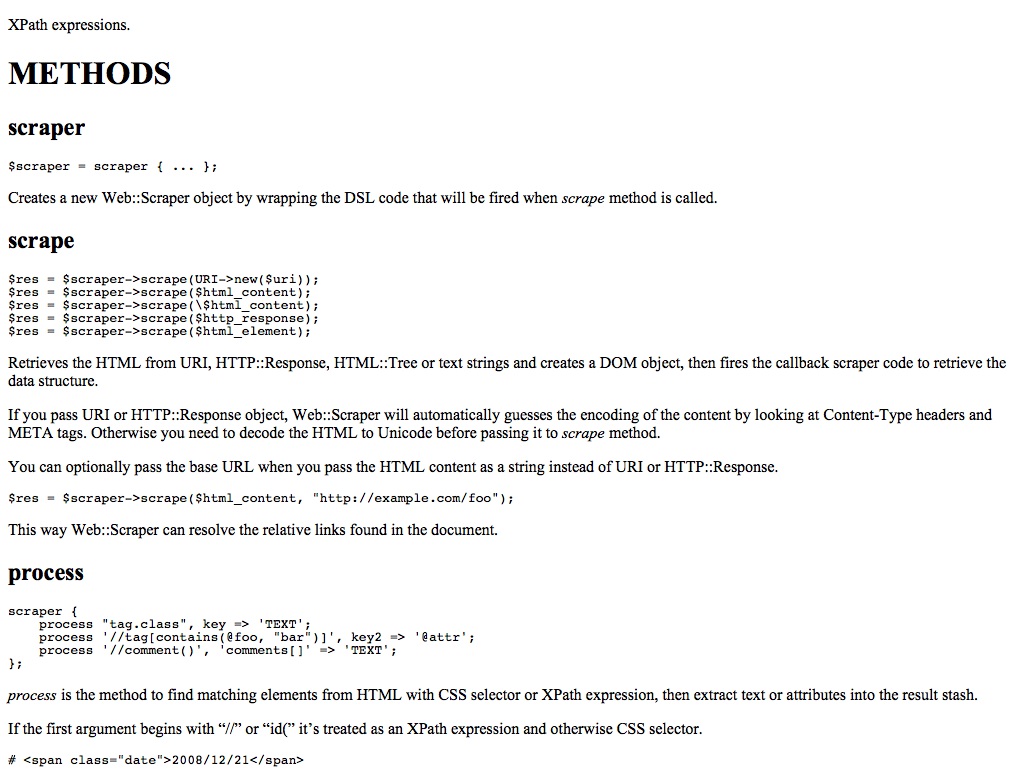 XPath expressions.
METHODS
scraper
$scraper = scraper { ... };
Creates a new Web::Scraper object by wrapping the DSL code that will be fired when scrape method is called.
scrape
$res = $scraper->scrape(URI->new($uri));
$res = $scraper->scrape($html_content);
$res = $scraper->scrape(\$html_content);
$res = $scraper->scrape($http_response);
$res = $scraper->scrape($html_element);
Retrieves the HTML from URI, HTTP::Response, HTML::Tree or text strings and creates a DOM object, then fires the callback scraper code to retrieve the
data structure.
If you pass URI or HTTP::Response object, Web::Scraper will automatically guesses the encoding of the content by looking at Content-Type headers and
META tags. Otherwise you need to decode the HTML to Unicode before passing it to scrape method.
You can optionally pass the base URL when you pass the HTML content as a string instead of URI or HTTP::Response.
$res = $scraper->scrape($html_content, "http://example.com/foo");
This way Web::Scraper can resolve the relative links found in the document.
process
scraper {
    process "tag.class", key => 'TEXT';
    process '//tag[contains(@foo, "bar")]', key2 => '@attr';
    process '//comment()', 'comments[]' => 'TEXT';
};
process is the method to find matching elements from HTML with CSS selector or XPath expression, then extract text or attributes into the result stash.
If the first argument begins with “//” or “id(” it’s treated as an XPath expression and otherwise CSS selector.
# <span class="date">2008/12/21</span>